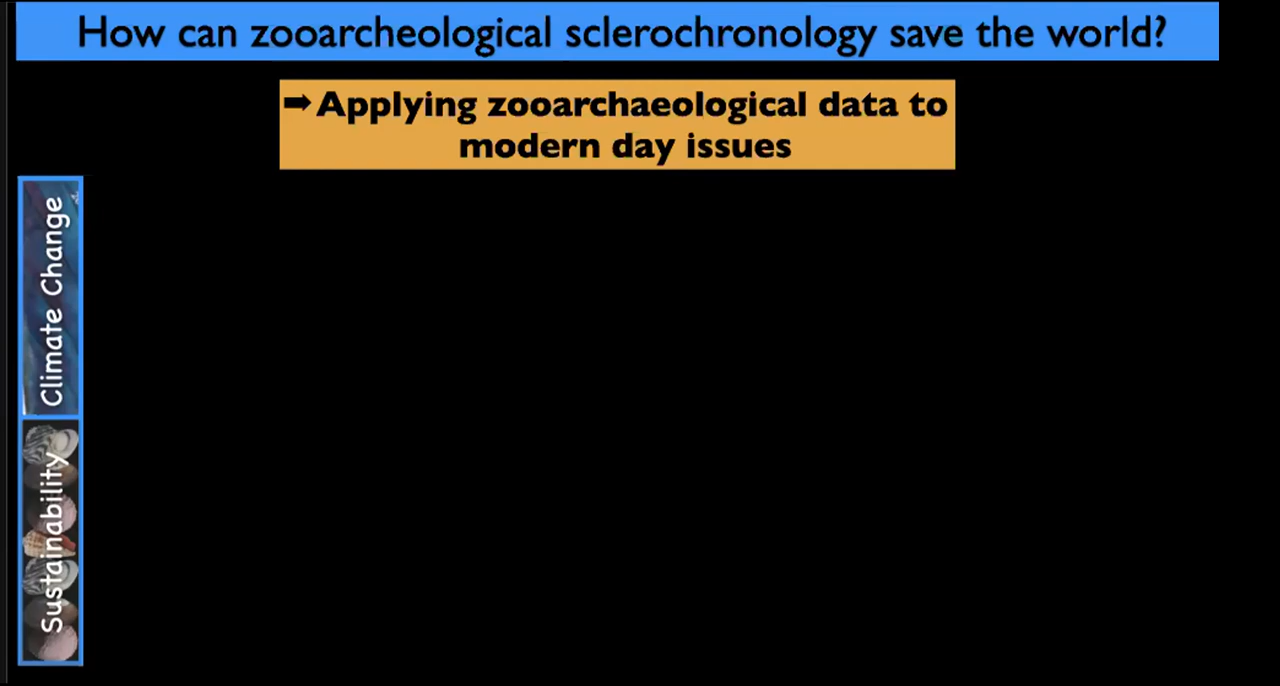 How can zooarcheological sclerochronology save the world?
➡Applying zooarchaeological data to
modern day issues
Climate Change
Sustainability